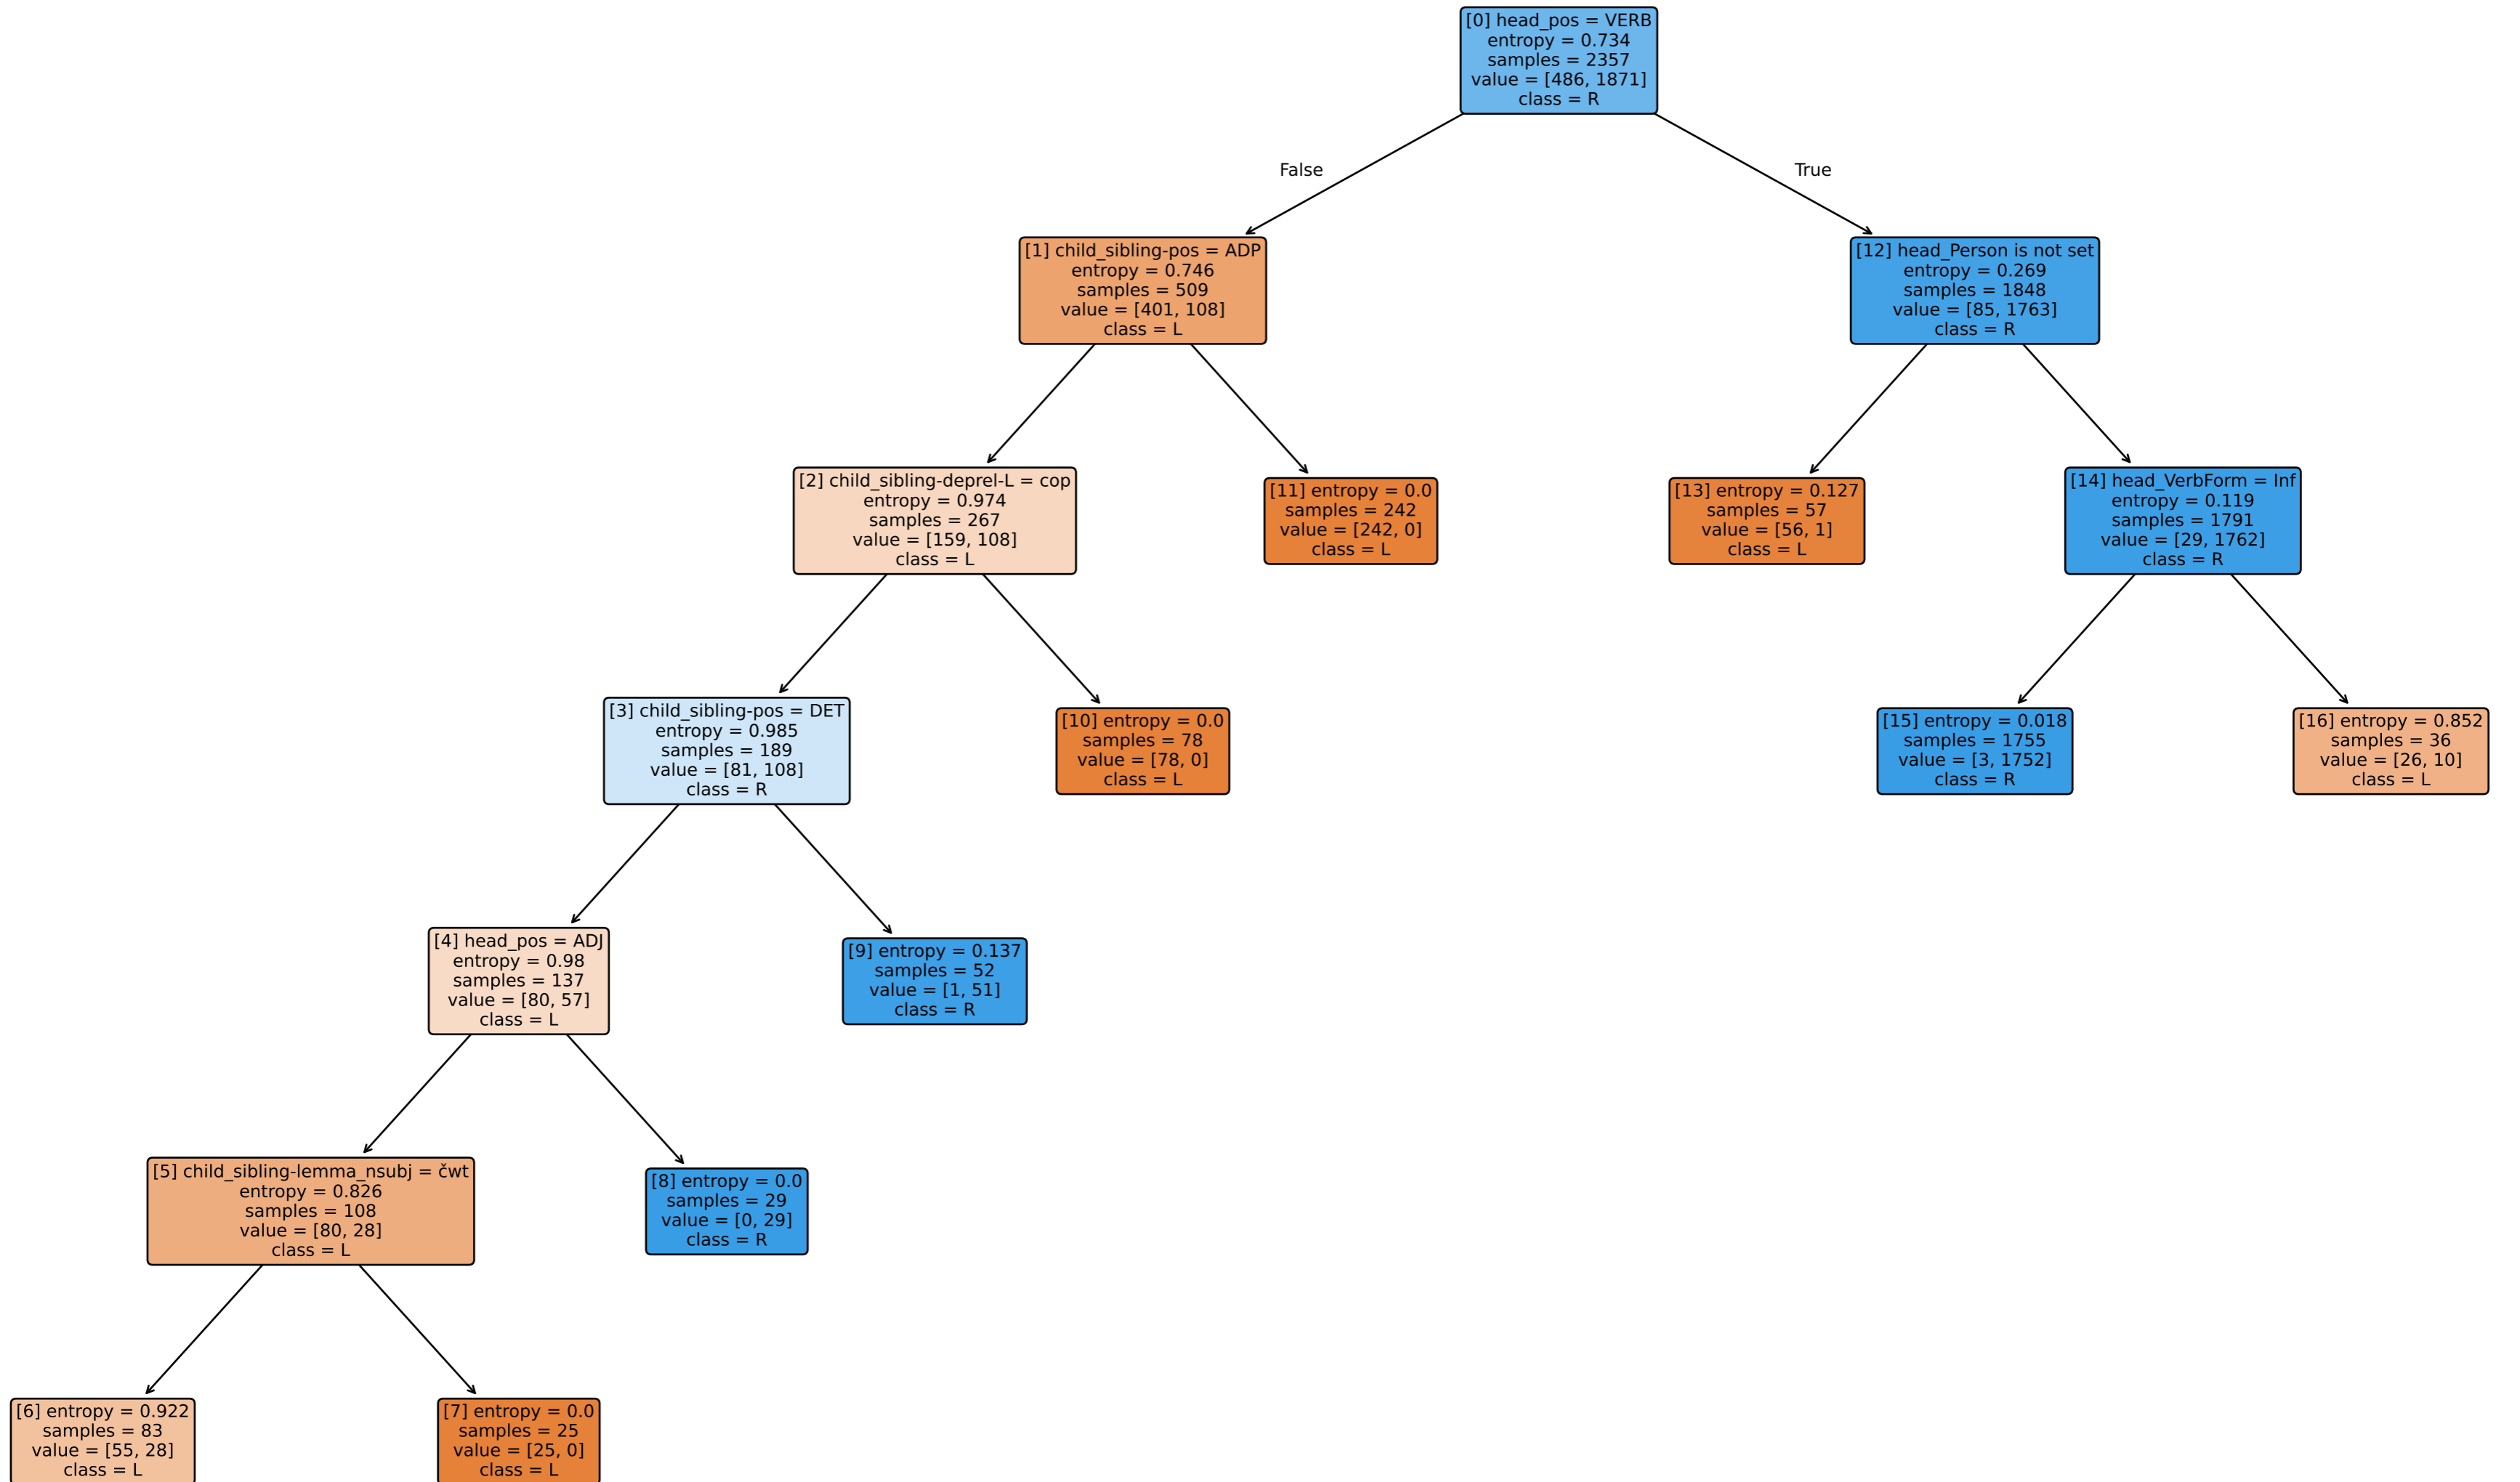 [0] head_pos = VERB
entropy = 0.734
samples = 2357
value = [486, 1871]
class = R
False
True
[1] child_sibling-pos = ADP
entropy = 0.746
samples = 509
value = [401, 108]
class = L
[12] head_Person is not set
entropy = 0.269
samples = 1848
value = [85, 1763]
class = R
[2] child_sibling-deprel-L = cop
entropy = 0.974
samples = 267
value = [159, 108]
class = L
[11] entropy = 0.0
samples = 242
value = [242, 0]
class = L
[13] entropy = 0.127
samples = 57
value = [56, 1]
class = L
[14] head_VerbForm = Inf
entropy = 0.119
samples = 1791
value = [29, 1762]
class = R
[3] child_sibling-pos = DET
entropy = 0.985
samples = 189
value = [81, 108]
class = R
[10] entropy = 0.0
samples = 78
value = [78, 0]
class = L
[15] entropy = 0.018
samples = 1755
value = [3, 1752]
class = R
[16] entropy = 0.852
samples = 36
value = [26, 10]
class = L
[4] head_pos = ADJ
entropy = 0.98
samples = 137
value = [80, 57]
class = L
[9] entropy = 0.137
samples = 52
value = [1, 51]
class = R
[5] child_sibling-lemma_nsubj = čwt
entropy = 0.826
samples = 108
value = [80, 28]
class = L
[8] entropy = 0.0
samples = 29
value = [0, 29]
class = R
[6] entropy = 0.922
samples = 83
value = [55, 28]
class = L
[7] entropy = 0.0
samples = 25
value = [25, 0]
class = L